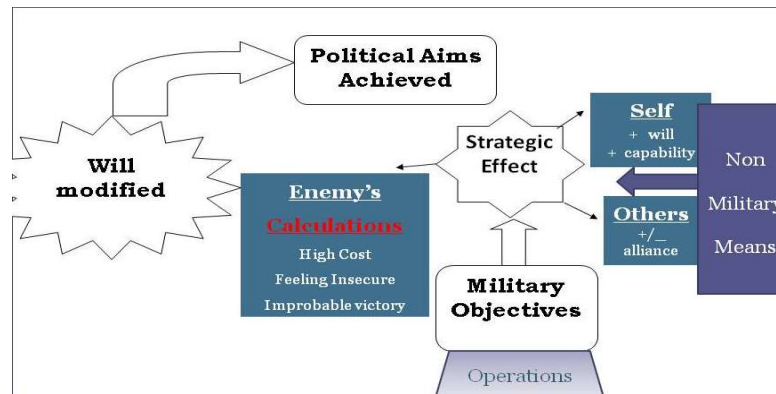 Political Aims
Achieved
Will
modified
Enemy's
Calculations
High Cost
Feeling Insecure
Improbable victory
Strategic
Effect
Self
+ will
+ capability
Others
+/_
alliance
Non
Military
Means
Military
Objectives
Operations